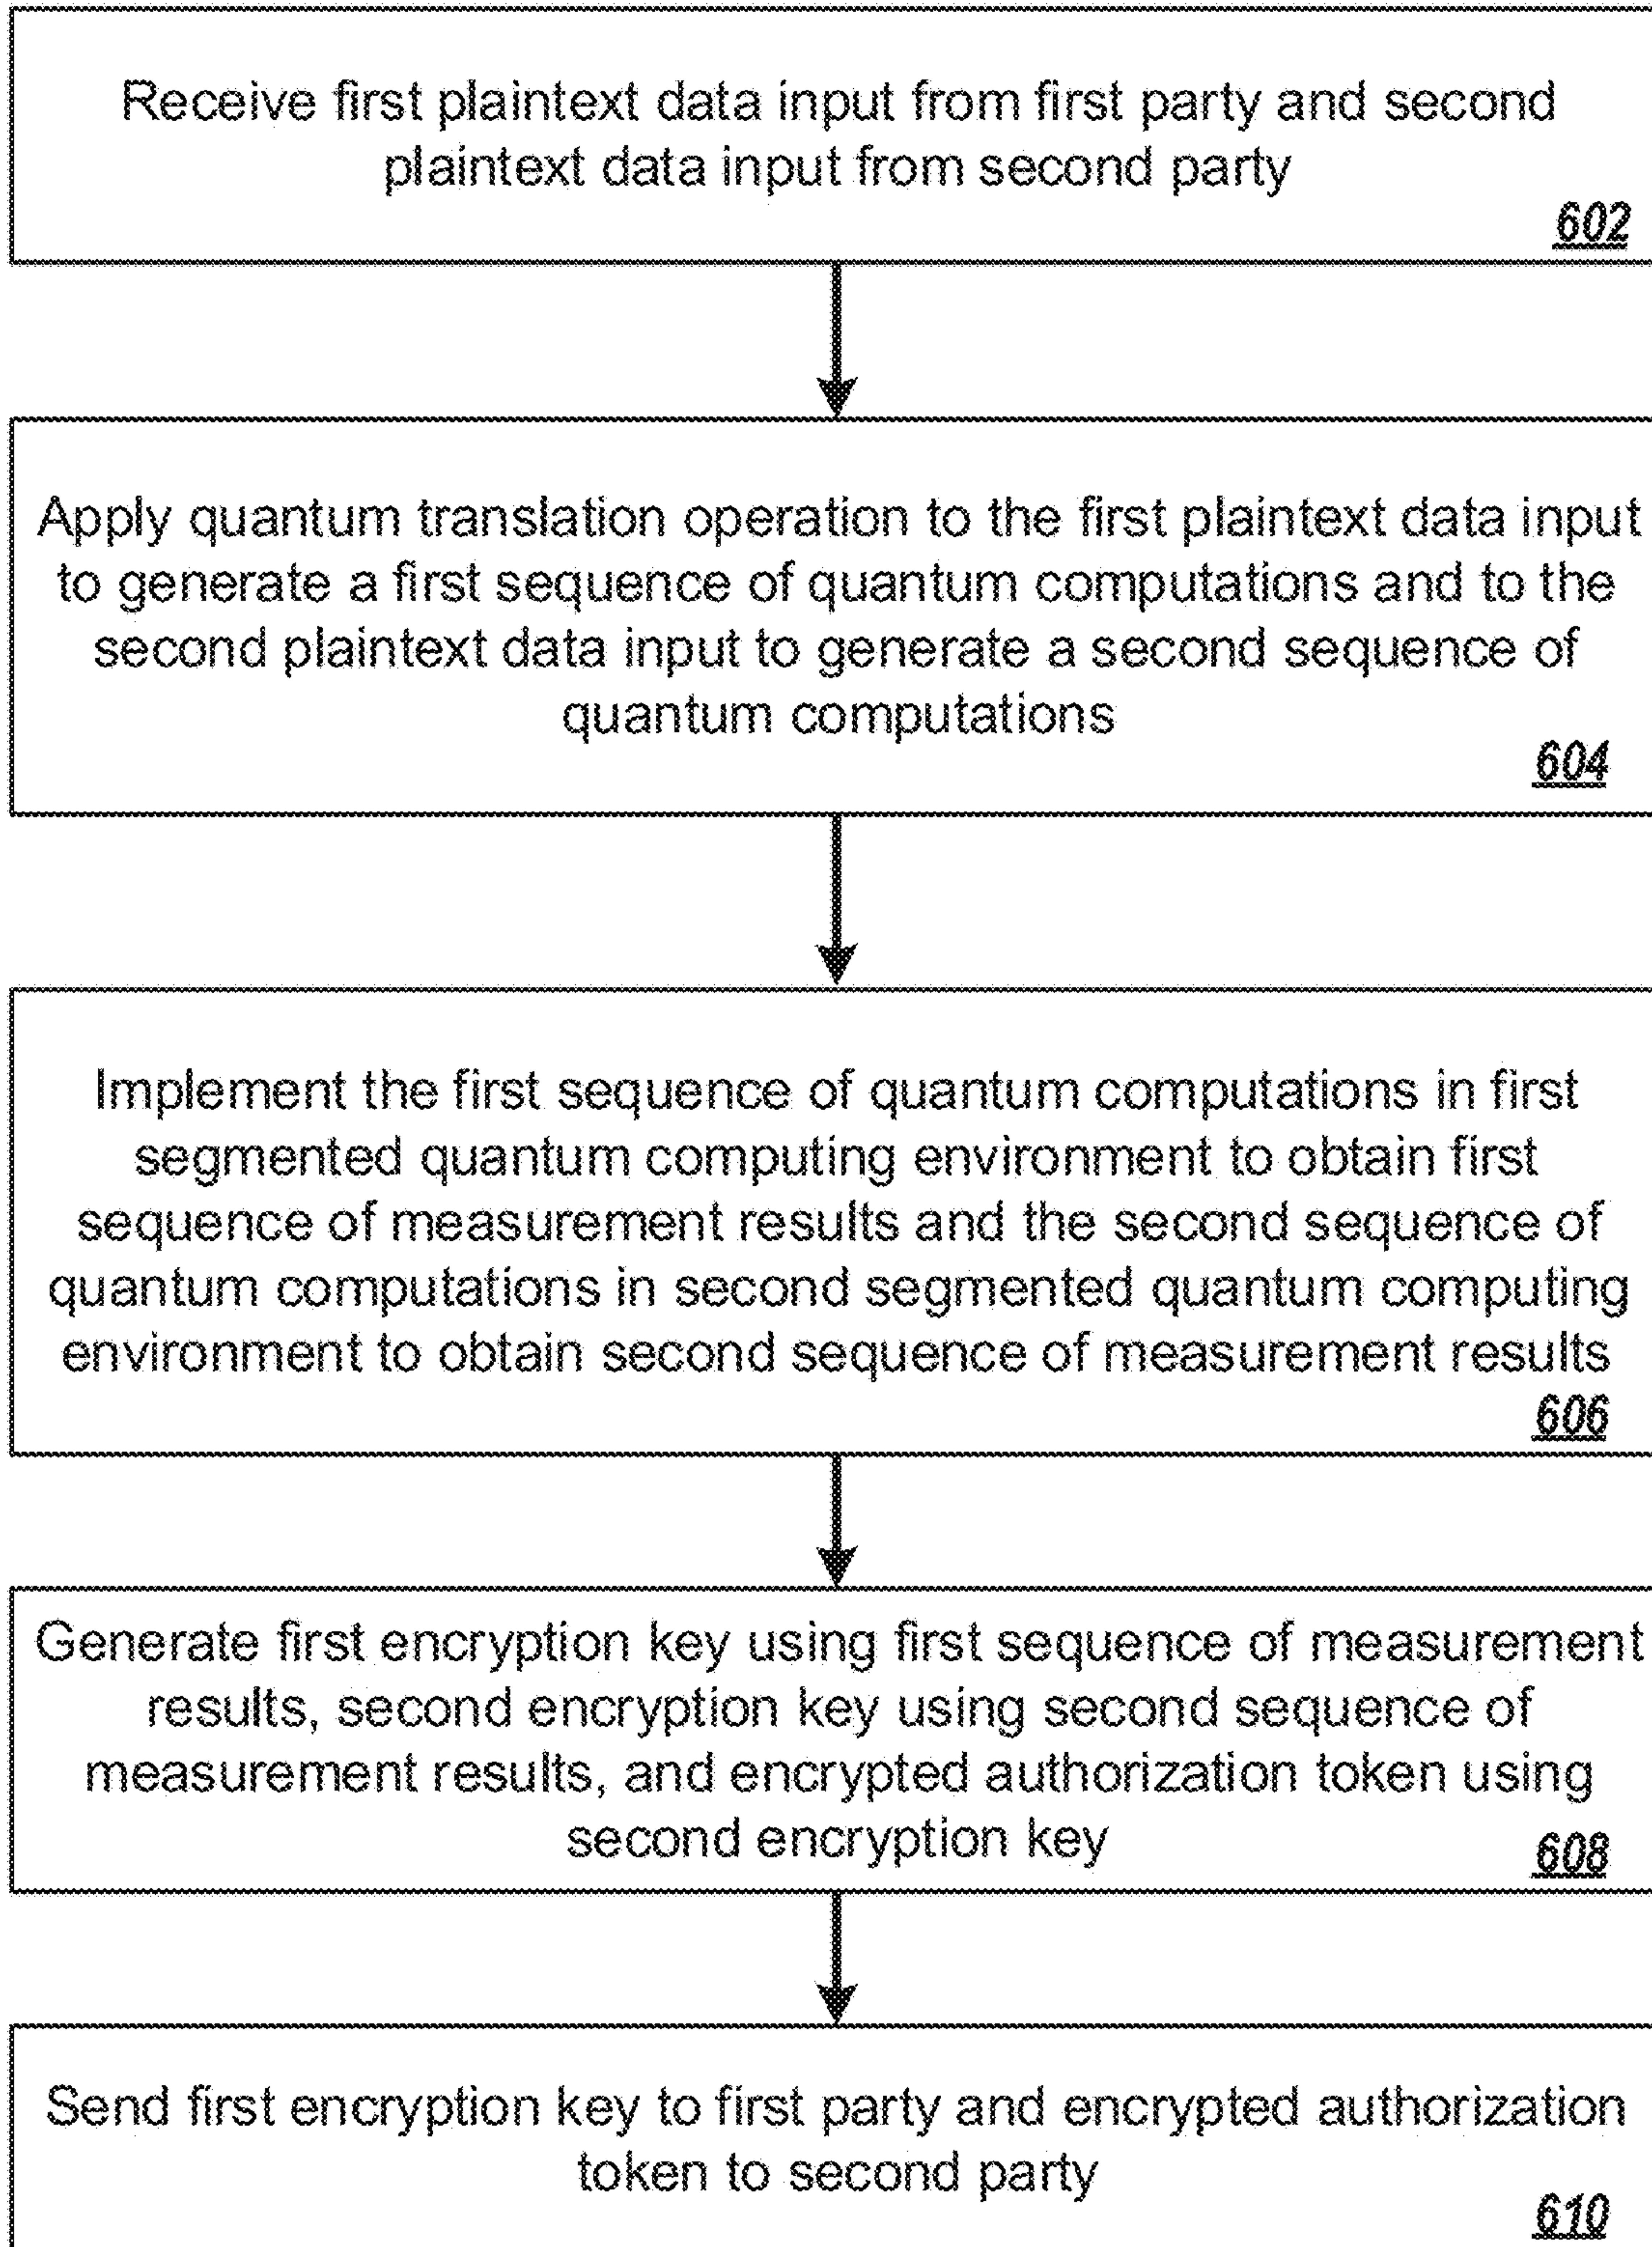 Receive first plaintext data input from first party and second
plaintext data input from second party
602
Apply quantum translation operation to the first plaintext data input
to generate a first sequence of quantum computations and to the
second plaintext data input to generate a second sequence of
quantum computations
604
Implement the first sequence of quantum computations in first
segmented quantum computing environment to obtain first
sequence of measurement results and the second sequence of
quantum computations in second segmented quantum computing
environment to obtain second sequence of measurement results
606
Generate first encryption key using first sequence of measurement
results, second encryption key using second sequence of
measurement results, and encrypted authorization token using
second encryption key
608
Send first encryption key to first party and encrypted authorization
token to second party
610